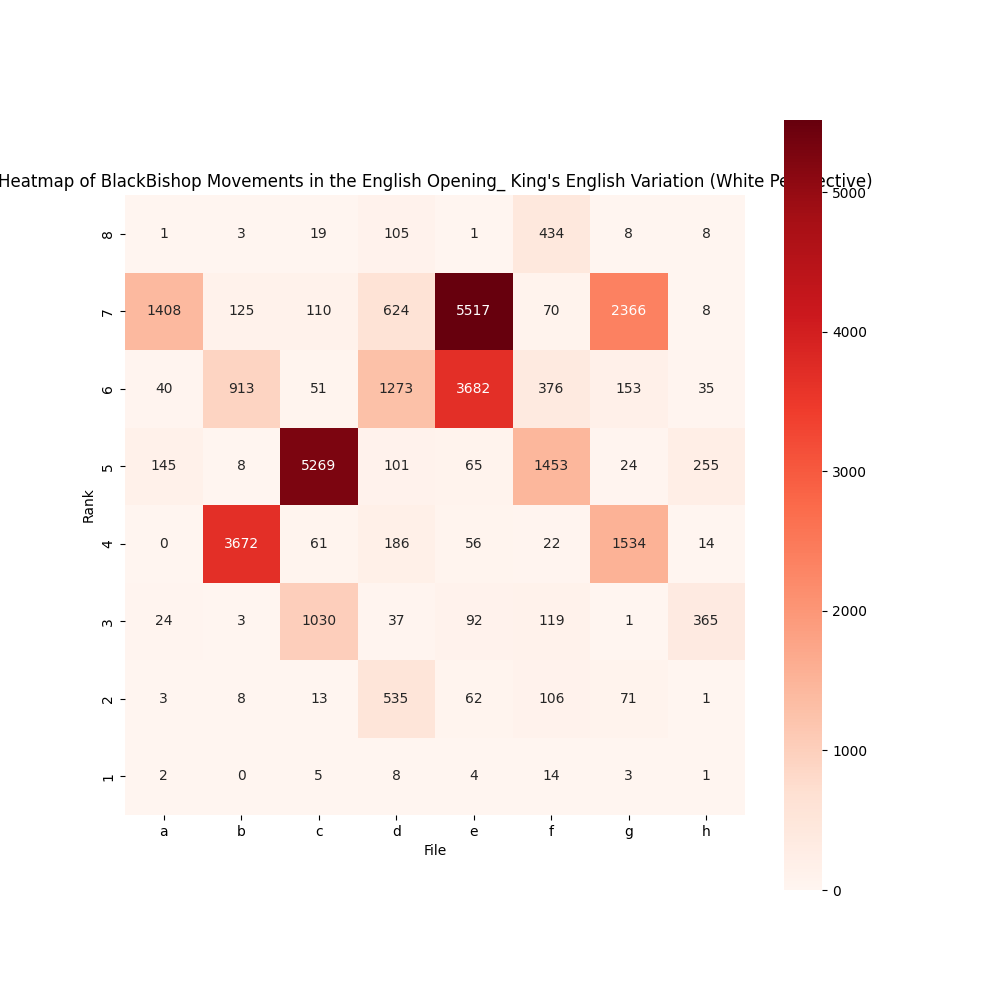 Heatmap of BlackBishop Movements in the English Opening_ King's English Variation (White Pe ective)
8 1 3 19 105 1 434 8 8
7 1408 125 110 624 5517 70 2366 8
6 40 913 51 1273 3682 376 153 35
5 145 8 5269 101 65 1453 24 255
4 0 3672 61 186 56 22 1534 14
3 24 3 1030 37 92 119 1 365
2 3 8 13 535 62 106 71 1
1 2 0 5 8 4 14 3 1
a b c d e f g h
File
Rank
5000
4000
3000
2000
1000
0